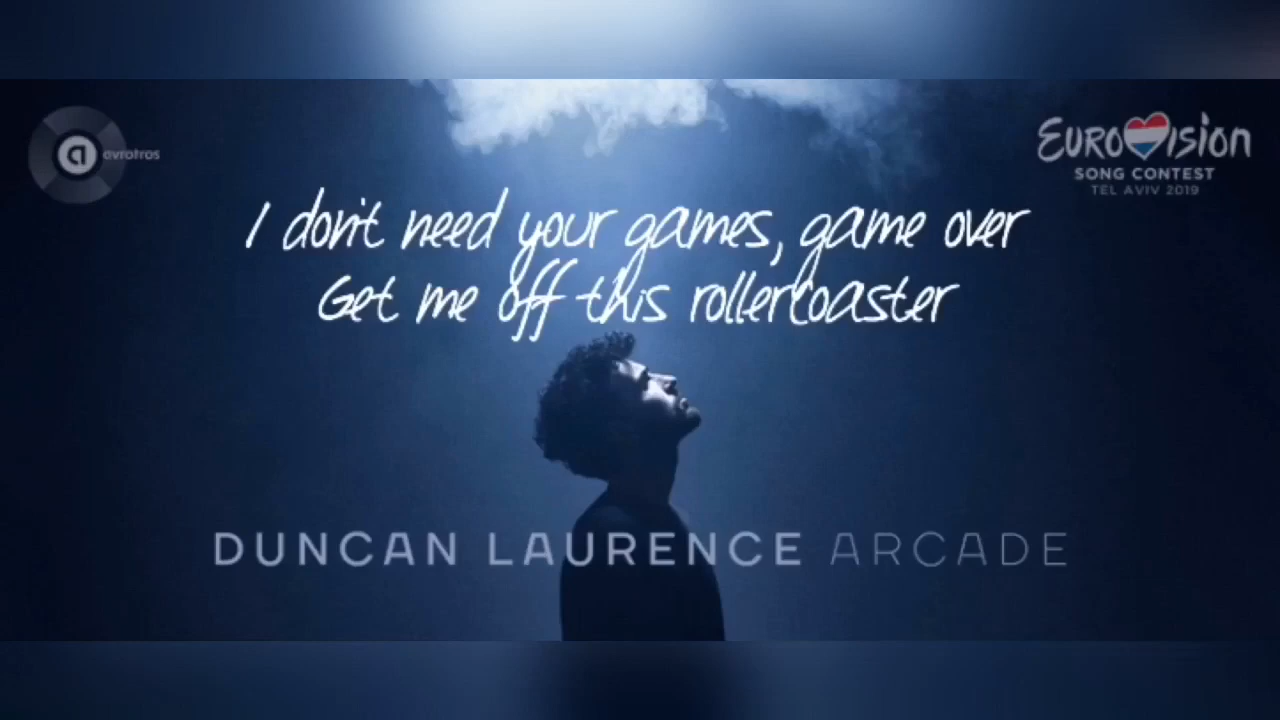 avrotros
EUROVISION
SONG CONTEST
TEL AVIV 2019
I don't need your games, game over
Get me off this rollercoaster
DUNCAN LAURENCE ARCADE